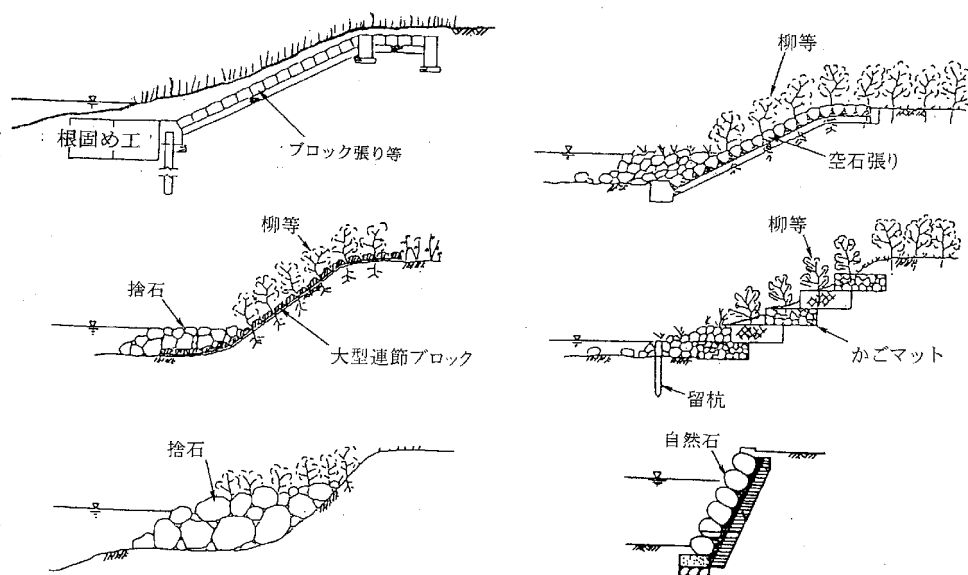 根固め工
ブロック張り等
柳等
空石張り
柳等
捨石
大型連節ブロック
柳等
かごマット
留杭
捨石
自然石